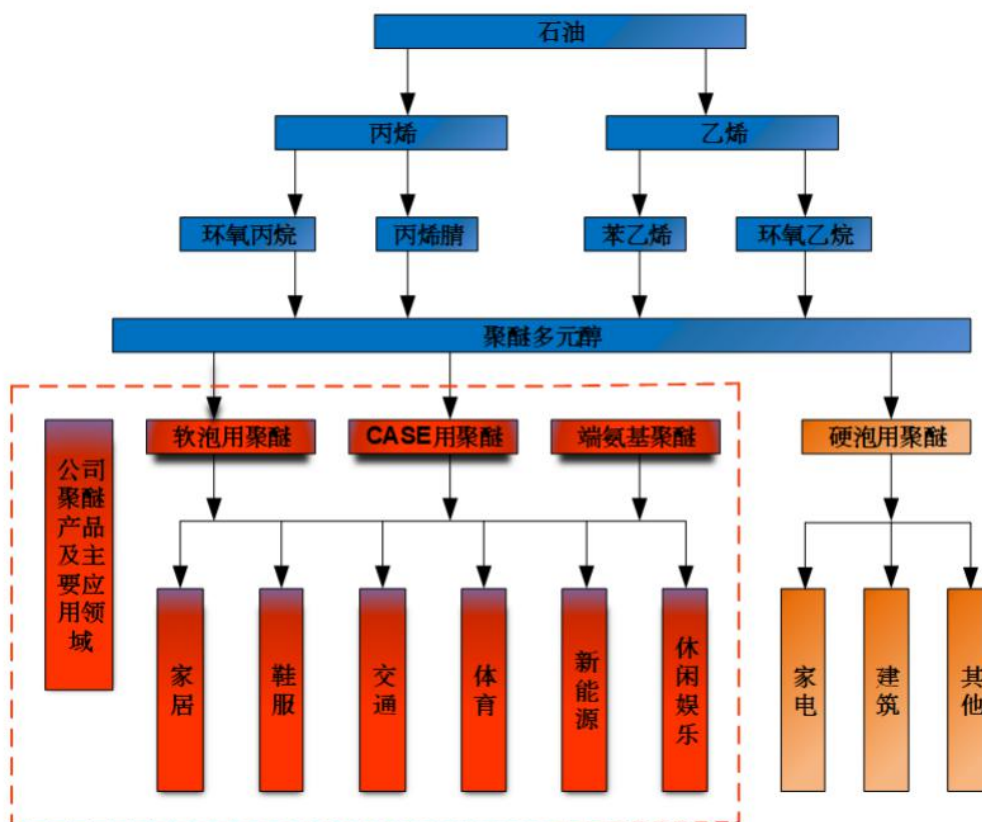 石油
丙烯
乙烯
环氧丙烷
丙烯腈
苯乙烯
环氧乙烷
聚醚多元醇
软泡用聚醚
CASE用聚醚
端氨基聚醚
硬泡用聚醚
公司
聚醚
产品
及主
要应
用领
域
家居
鞋服
交通
体育
新能源
休闲娱乐
家电
建筑
其他